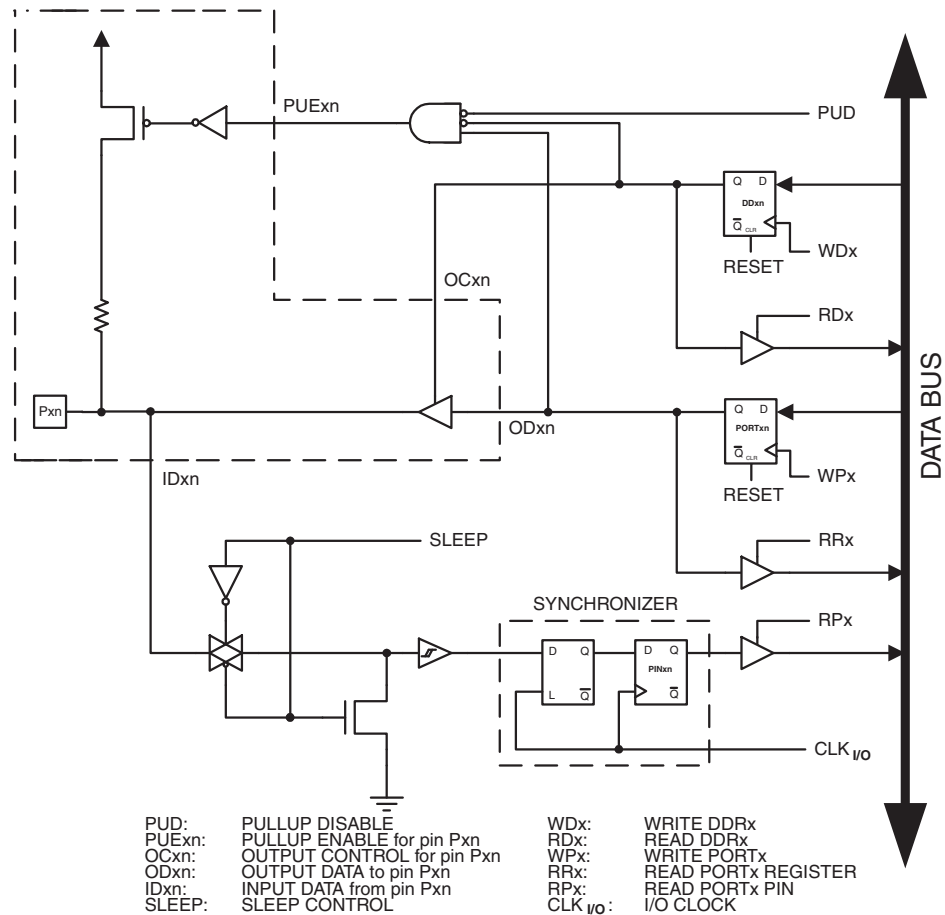 PUExn
PUD
Q D
DDxn
Q CLR
WDx
RESET
OCxn
RDx
Pxn
ODxn
Q D
PORTxn
Q CLR
WPx
RESET
IDxn
SLEEP
RRx
SYNCHRONIZER
RPx
D Q
L Q
D Q
PINxn
Q
CLK I/O
DATA BUS
PUD: PULLUP DISABLE
PUExn: PULLUP ENABLE for pin Pxn
OCxn: OUTPUT CONTROL for pin Pxn
ODxn: OUTPUT DATA to pin Pxn
IDxn: INPUT DATA from pin Pxn
SLEEP: SLEEP CONTROL
WDx: WRITE DDRx
RDx: READ DDRx
WPx: WRITE PORTx
RRx: READ PORTx REGISTER
RPx: READ PORTx PIN
CLK I/O: I/O CLOCK